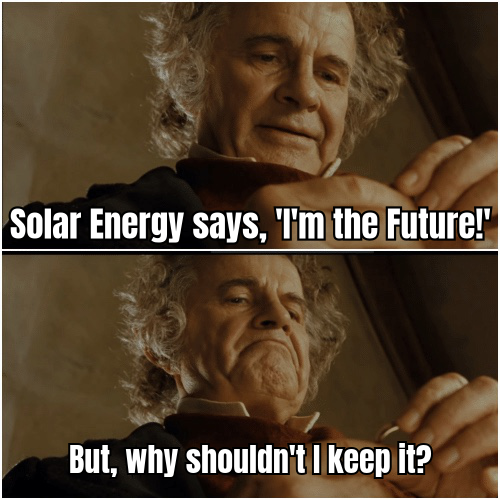 Solar Energy says, 'I'm the Future!'
But, why shouldn't I keep it?